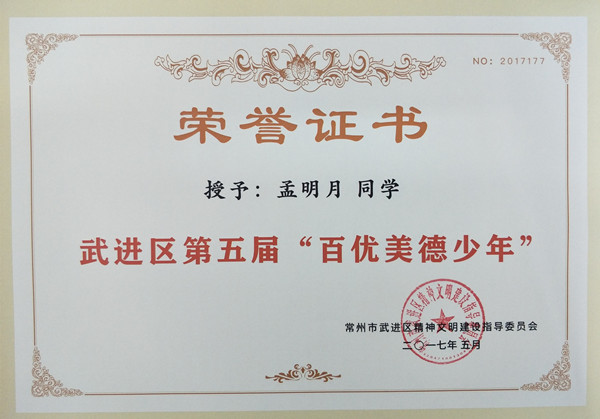 NO: 2017177
荣誉证书
授予：孟明月 同学
武进区第五届“百优美德少年”
常州市武进区精神文明建设指导委员会
二〇一七年 五月